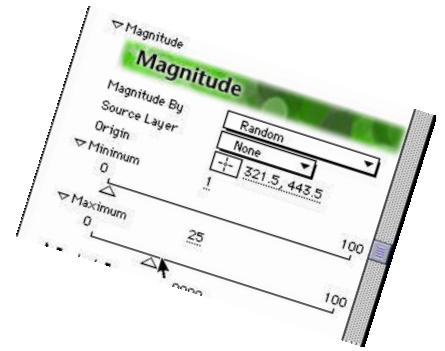 Magnitude
Magnitude
Magnitude By Random
Source Layer None
Origin 321.5, 443.5
Minimum 1
0 100
Maximum 25
0 100